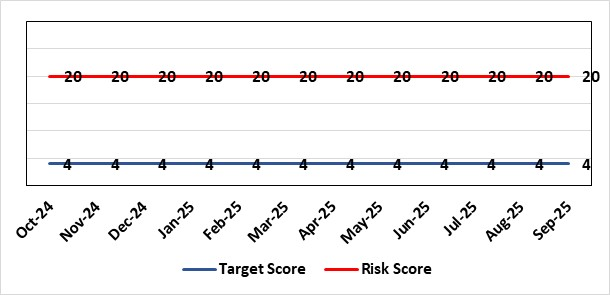 20 20 20 20 20 20 20 20 20 20 20 20
4 4 4 4 4 4 4 4 4 4 4 4
Oct-24 Nov-24 Dec-24 Jan-25 Feb-25 Mar-25 Apr-25 May-25 Jun-25 Jul-25 Aug-25 Sep-25
Target Score Risk Score